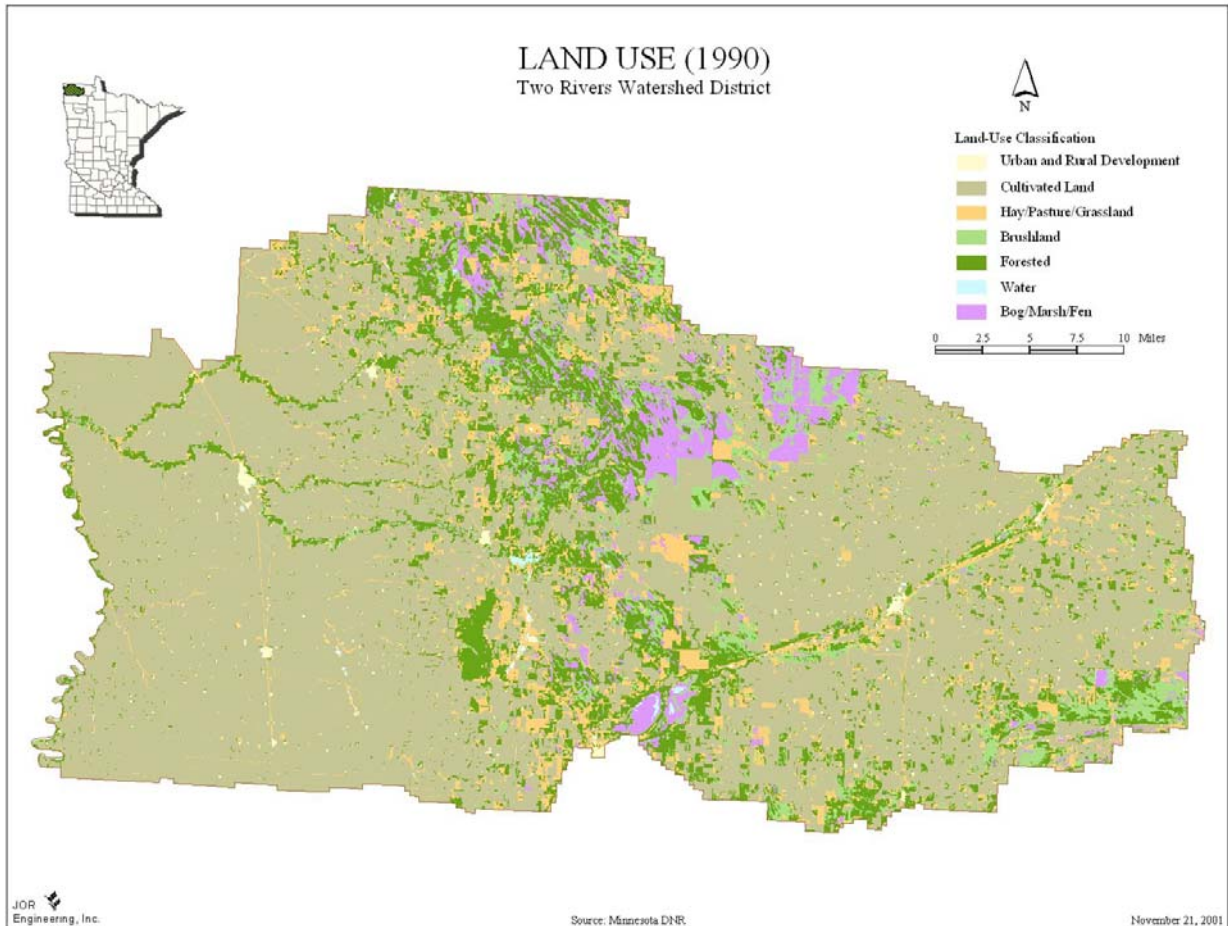 LAND USE (1990)
Two Rivers Watershed District
N
Land-Use Classification
Urban and Rural Development
Cultivated Land
Hay/Pasture/Grassland
Brushland
Forested
Water
Bog/Marsh/Fen
0 2.5 5 7.5 10 Miles
JOR
Engineering, Inc.
Source: Minnesota DNR
November 21, 2001